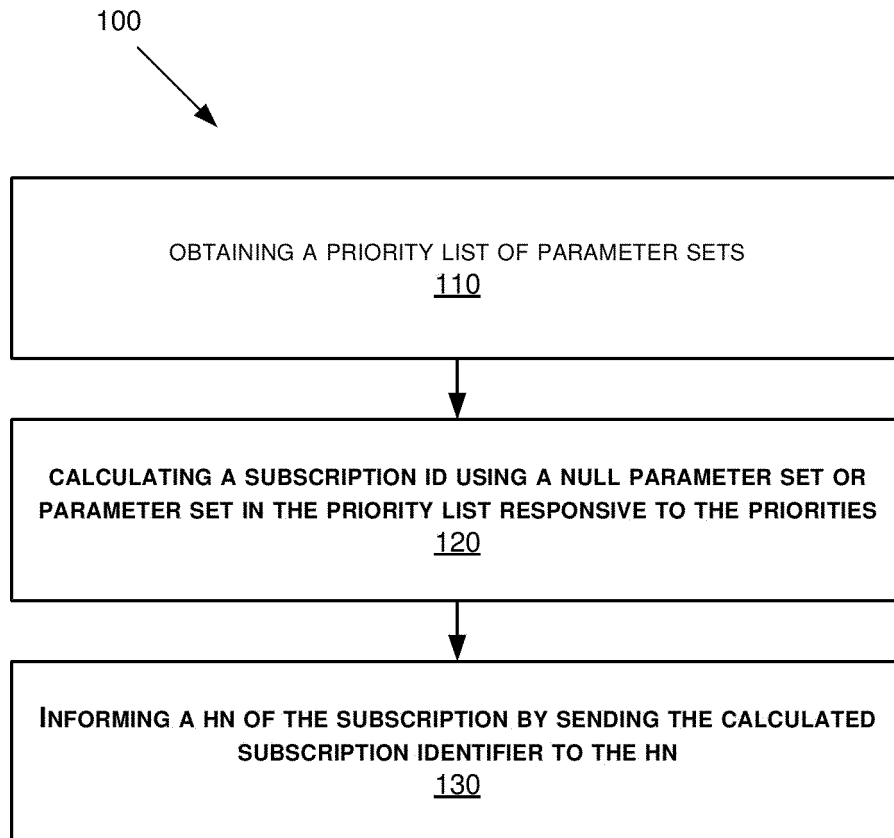 100
OBTAINING A PRIORITY LIST OF PARAMETER SETS
110
CALCULATING A SUBSCRIPTION ID USING A NULL PARAMETER SET OR
PARAMETER SET IN THE PRIORITY LIST RESPONSIVE TO THE PRIORITIES
120
INFORMING A HN OF THE SUBSCRIPTION BY SENDING THE CALCULATED
SUBSCRIPTION IDENTIFIER TO THE HN
130